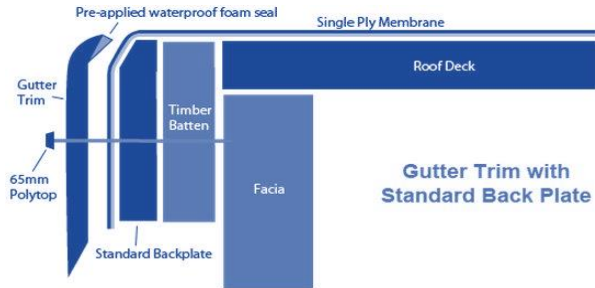 Pre-applied waterproof foam seal
Single Ply Membrane
Roof Deck
Gutter
Trim
Timber
Batten
65mm
Polytop
Facia
Gutter Trim with
Standard Back Plate
Standard Backplate